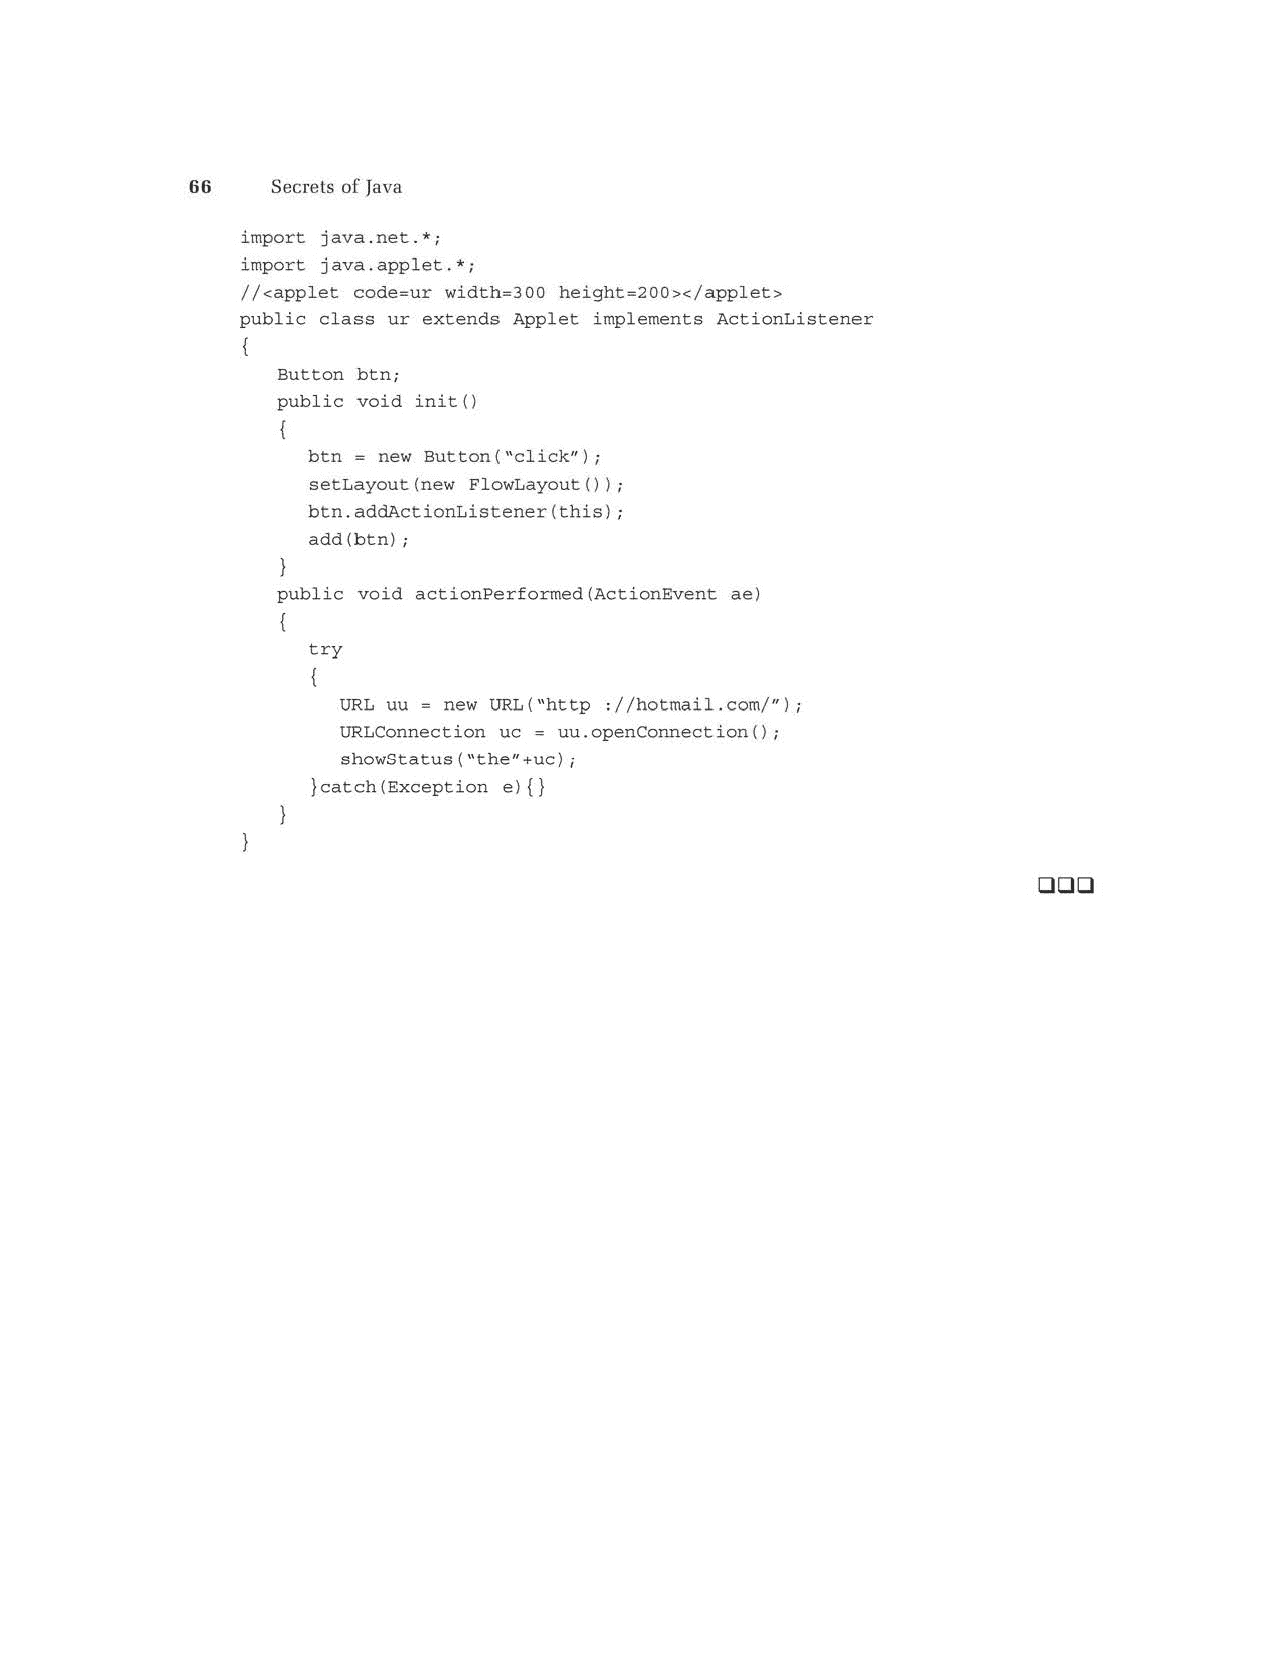 66 Secrets of Java
import java.net.*;
import java.applet.*;
//<applet code=ur width=300 height=200></applet>
public class ur extends Applet implements ActionListener
{
Button btn;
public void init()
{
btn = new Button(“click”);
setLayout(new FlowLayout());
btn.addActionListener(this);
add(btn);
}
public void actionPerformed(ActionEvent ae)
{
try
{
URL uu = new URL(“http ://hotmail.com/”);
URLConnection uc = uu.openConnection();
showStatus(“the”+uc);
}catch(Exception e){}
}
}
❑❑❑